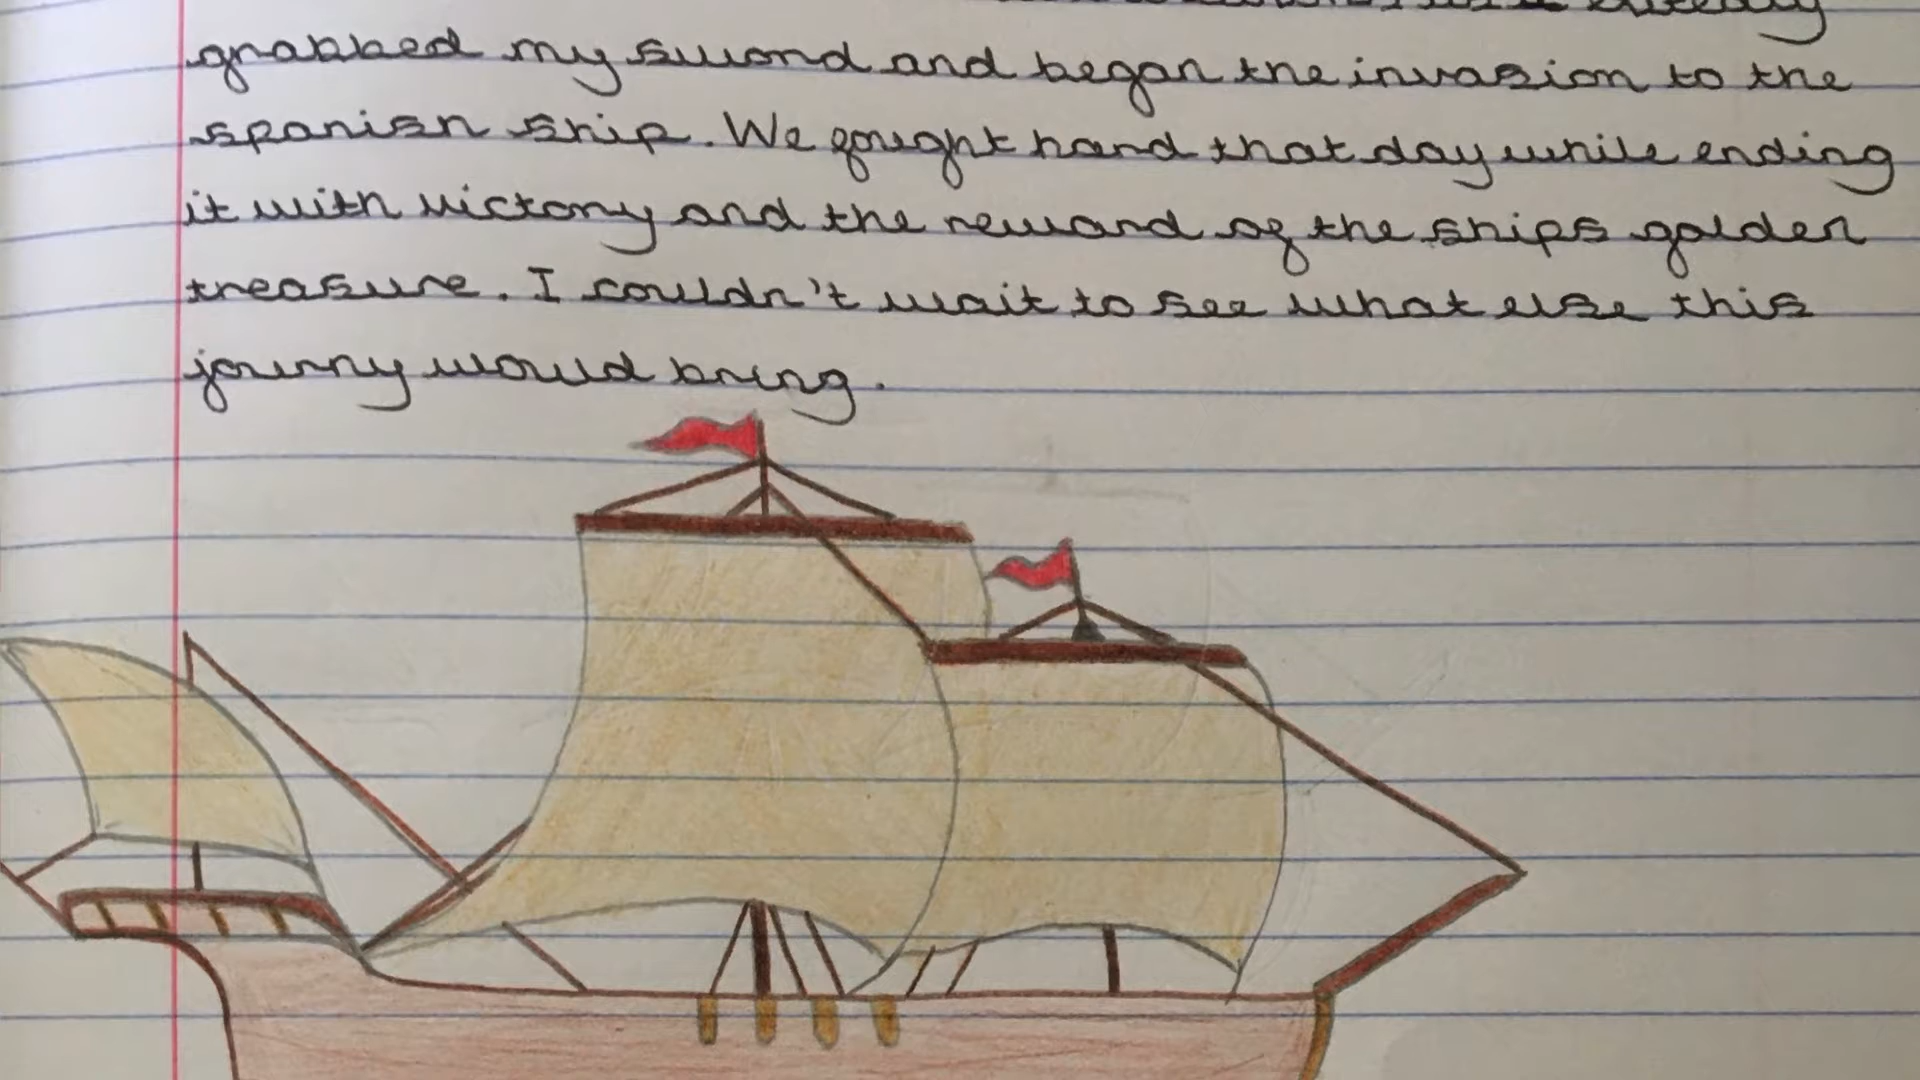 grabbed my sword and began the invasion to the
spanish ship. We fought hard that day while ending
it with victory and the reward of the ships golden
treasure. I couldn't wait to see what else this
journy would bring.